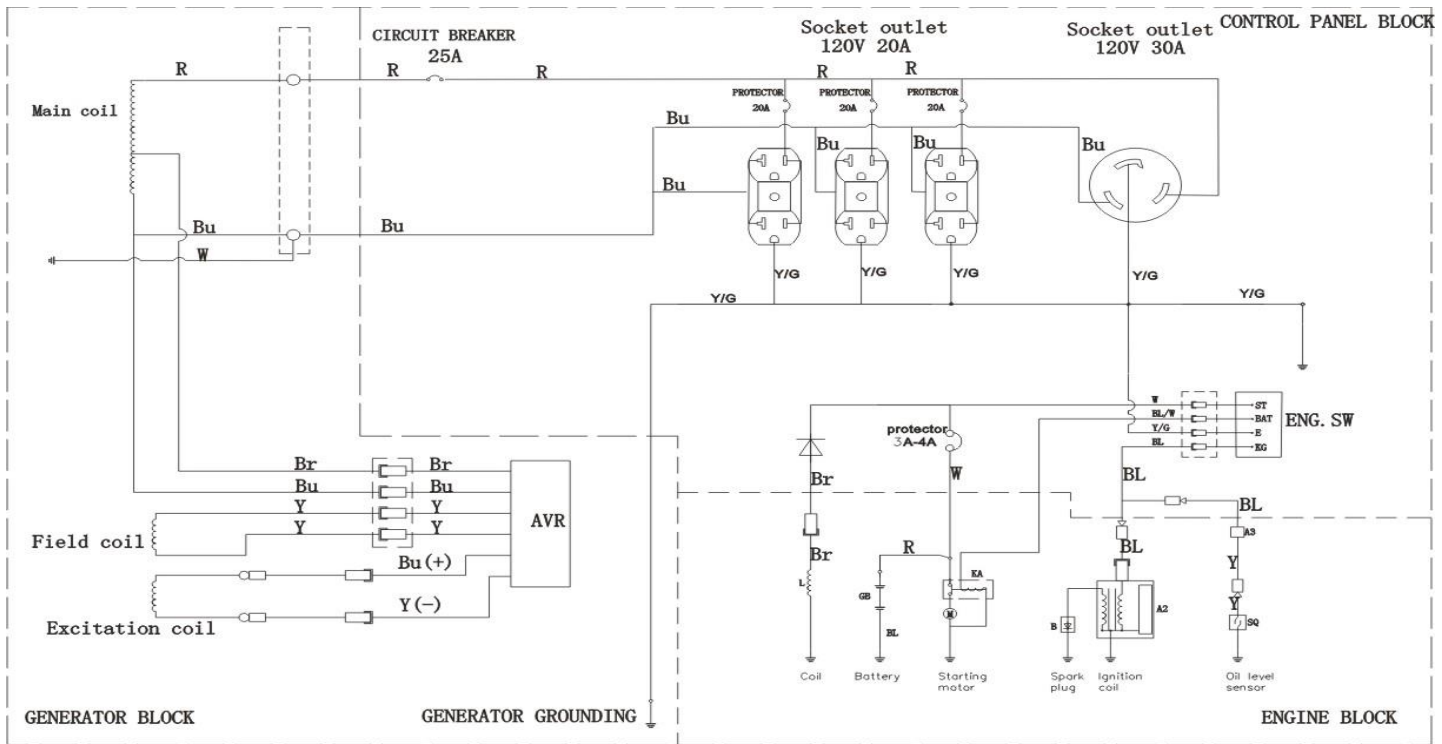 CONTROL PANEL BLOCK
Socket outlet
120V 20A
Socket outlet
120V 30A
CIRCUIT BREAKER
25A
R
R
R
R
R
Main coil
PROTECTOR
20A
PROTECTOR
20A
PROTECTOR
20A
Bu
Bu
Bu
Bu
Bu
Bu
Bu
W
Y/G
Y/G
Y/G
Y/G
Y/G
Y/G
Y/G
W
BL/W
Y/G
BL
ST
BAT
E
KG
ENG. SW
protector
3A-4A
Br
W
BL
BL
Br
Br
Bu
Bu
Y
Y
Y
Y
AVR
Field coil
Bu(+)
Y(-)
Excitation coil
Br
L
R
GB
BL
KA
M
BL
B
A2
A3
Y
Y
SQ
Coil
Battery
Starting
motor
Spark
plug
Ignition
coil
Oil level
sensor
GENERATOR BLOCK
GENERATOR GROUNDING
ENGINE BLOCK